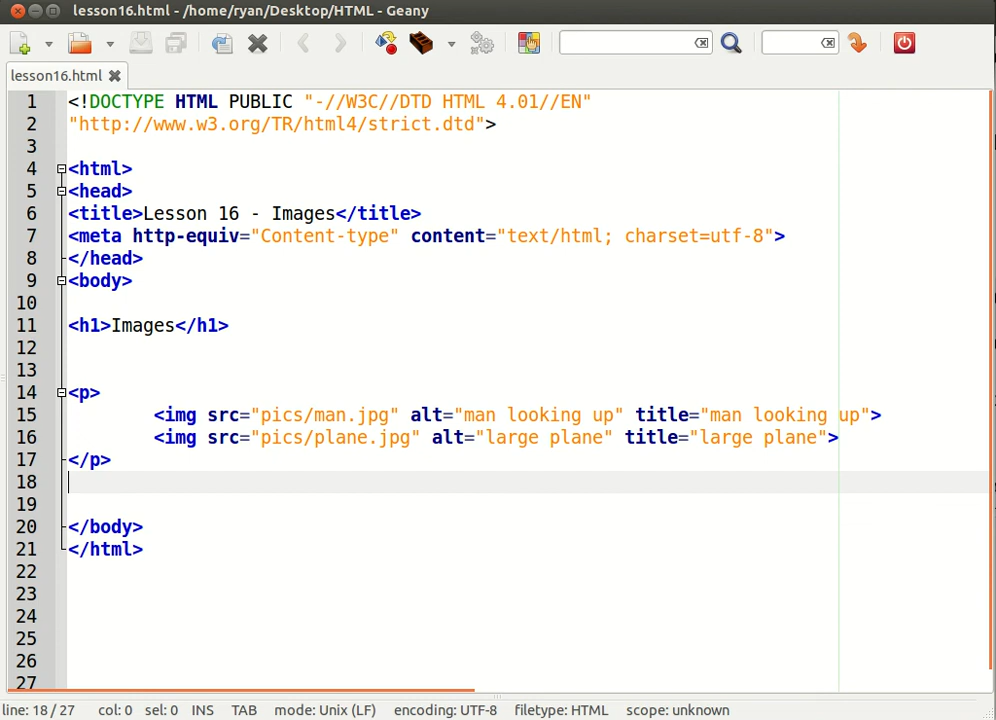 lesson16.html - /home/ryan/Desktop/HTML - Geany
lesson16.html
1 <!DOCTYPE HTML PUBLIC "-//W3C//DTD HTML 4.01//EN"
2 "http://www.w3.org/TR/html4/strict.dtd">
3
4 <html>
5 <head>
6 <title>Lesson 16 - Images</title>
7 <meta http-equiv="Content-type" content="text/html; charset=utf-8">
8 </head>
9 <body>
10
11 <h1>Images</h1>
12
13
14 <p>
15 <img src="pics/man.jpg" alt="man looking up" title="man looking up">
16 <img src="pics/plane.jpg" alt="large plane" title="large plane">
17 </p>
18
19
20 </body>
21 </html>
22
23
24
25
26
27
line: 18 / 27 col: 0 sel: 0 INS TAB mode: Unix (LF) encoding: UTF-8 filetype: HTML scope: unknown